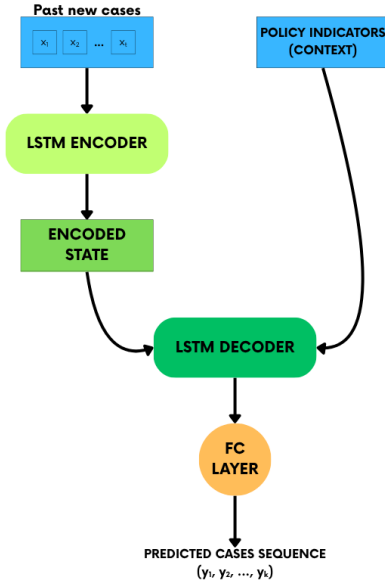 Past new cases
x₁ x₂ ... xₜ
POLICY INDICATORS
(CONTEXT)
LSTM ENCODER
ENCODED
STATE
LSTM DECODER
FC
LAYER
PREDICTED CASES SEQUENCE
(y₁, y₂, ..., yₖ)